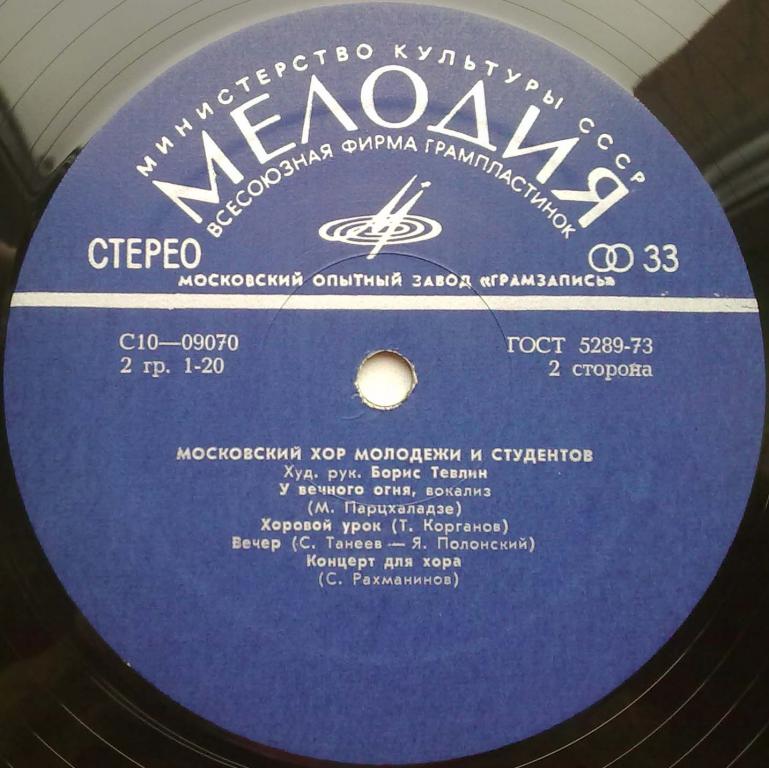 МИНИСТЕРСТВО КУЛЬТУРЫ СССР
МЕЛОДИЯ
ВСЕСОЮЗНАЯ ФИРМА ГРАМПЛАСТИНОК
СТЕРЕО 33
МОСКОВСКИЙ ОПЫТНЫЙ ЗАВОД «ГРАМЗАПИСЬ»
С10—09070 ГОСТ 5289-73
2 гр. 1-20 2 сторона
МОСКОВСКИЙ ХОР МОЛОДЕЖИ И СТУДЕНТОВ
Худ. рук. Борис Тевлин
У вечного огня, вокализ
(М. Парцхаладзе)
Хоровой урок (Т. Корганов)
Вечер (С. Танеев — Я. Полонский)
Концерт для хора
(С. Рахманинов)